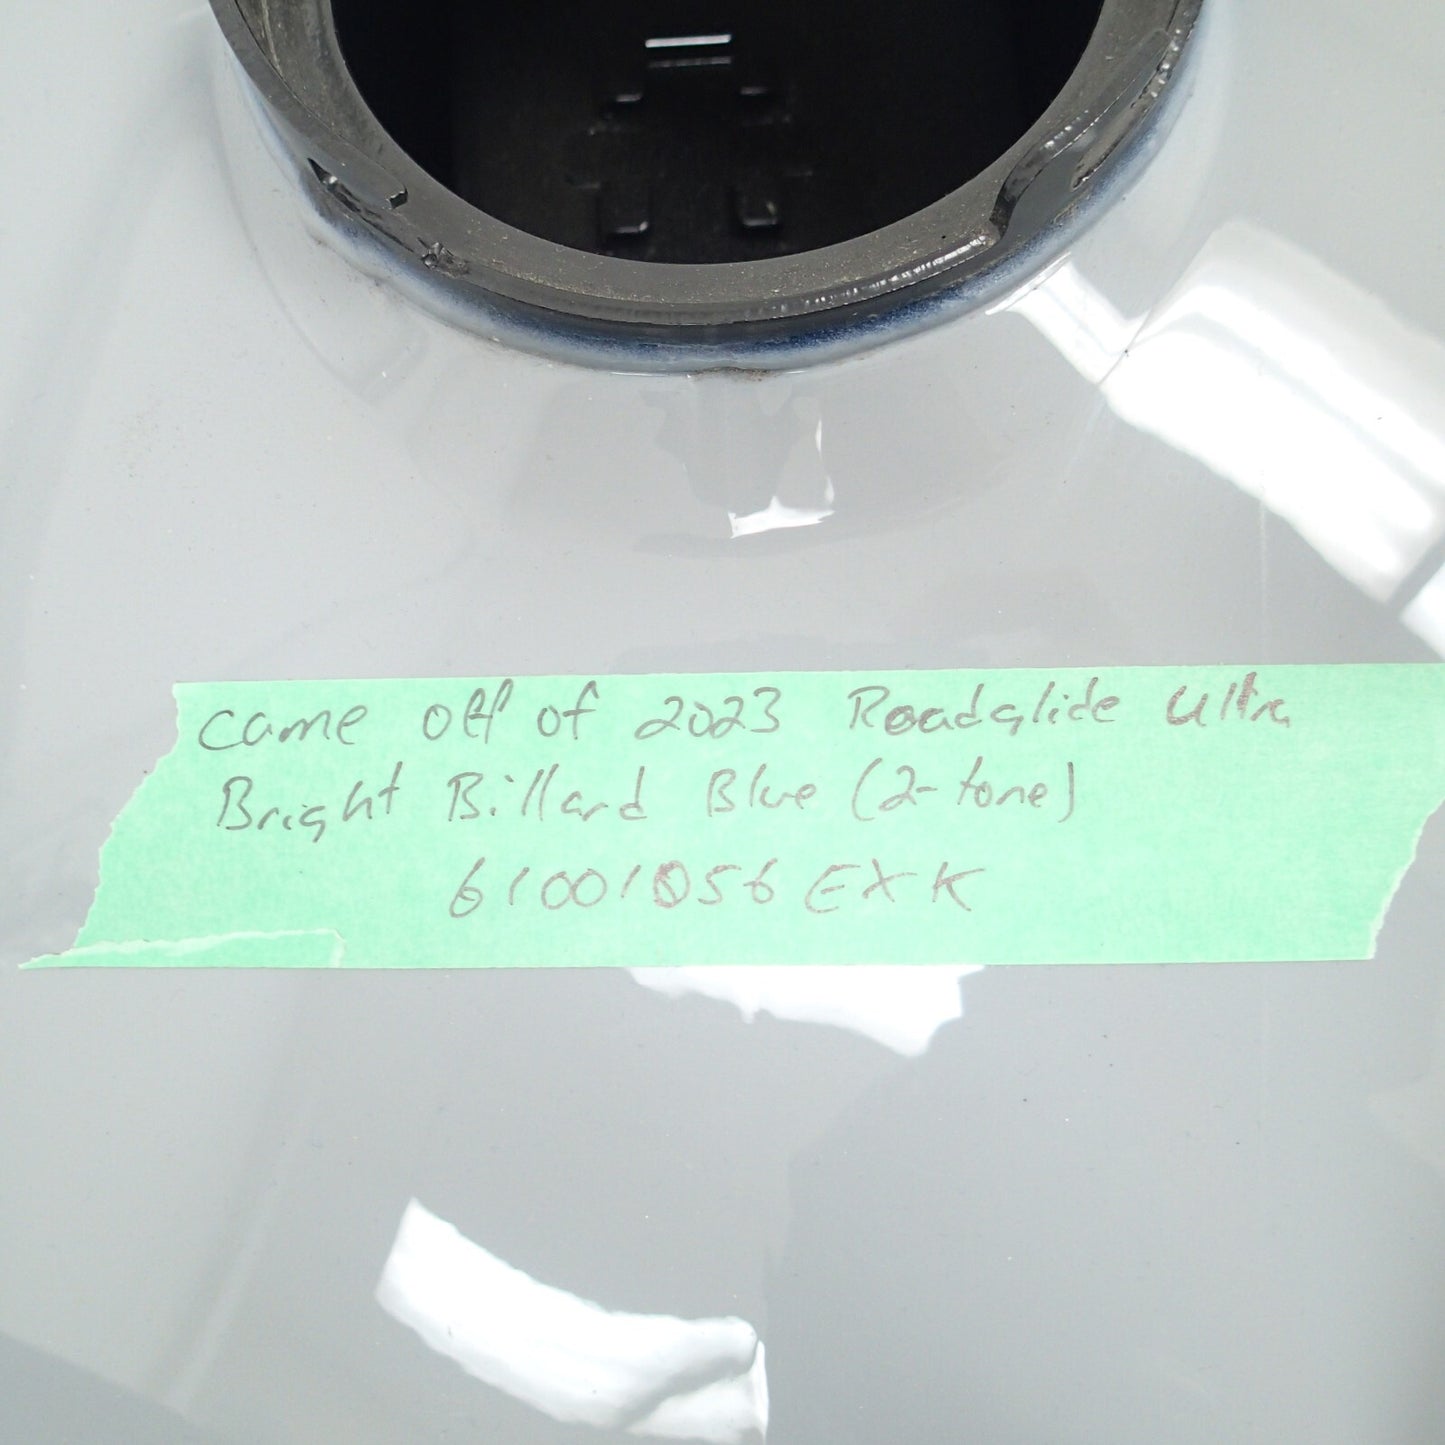 Came off of 2023 Roadglide Ultra
Bright Billard Blue (2-tone)
61001056EXK